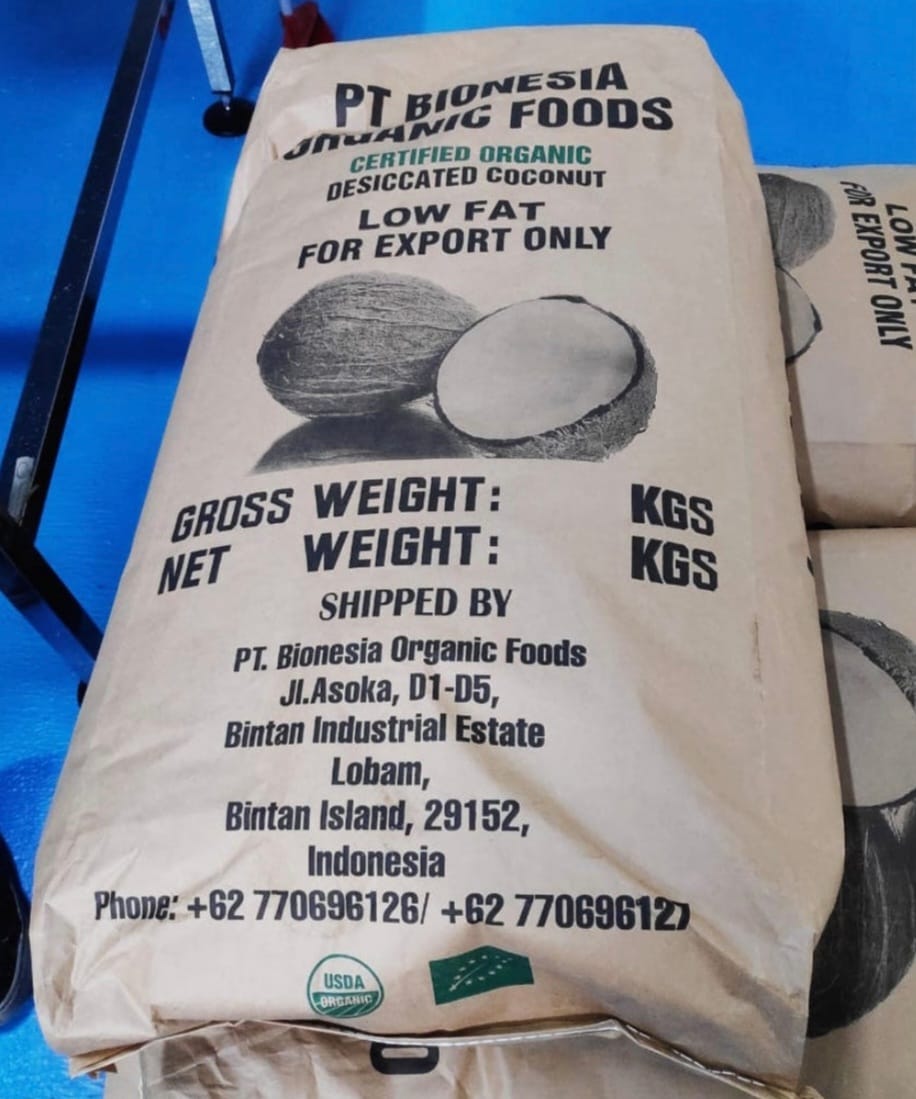 PT BIONESIA
ORGANIC FOODS
CERTIFIED ORGANIC
DESICCATED COCONUT
LOW FAT
FOR EXPORT ONLY
GROSS WEIGHT: KGS
NET WEIGHT: KGS
SHIPPED BY
PT. Bionesia Organic Foods
Jl.Asoka, D1-D5,
Bintan Industrial Estate
Lobam,
Bintan Island, 29152,
Indonesia
Phone: +62 770696126/ +62 770696127
USDA
ORGANIC
LOW FA
FOR EXPORT ONLY